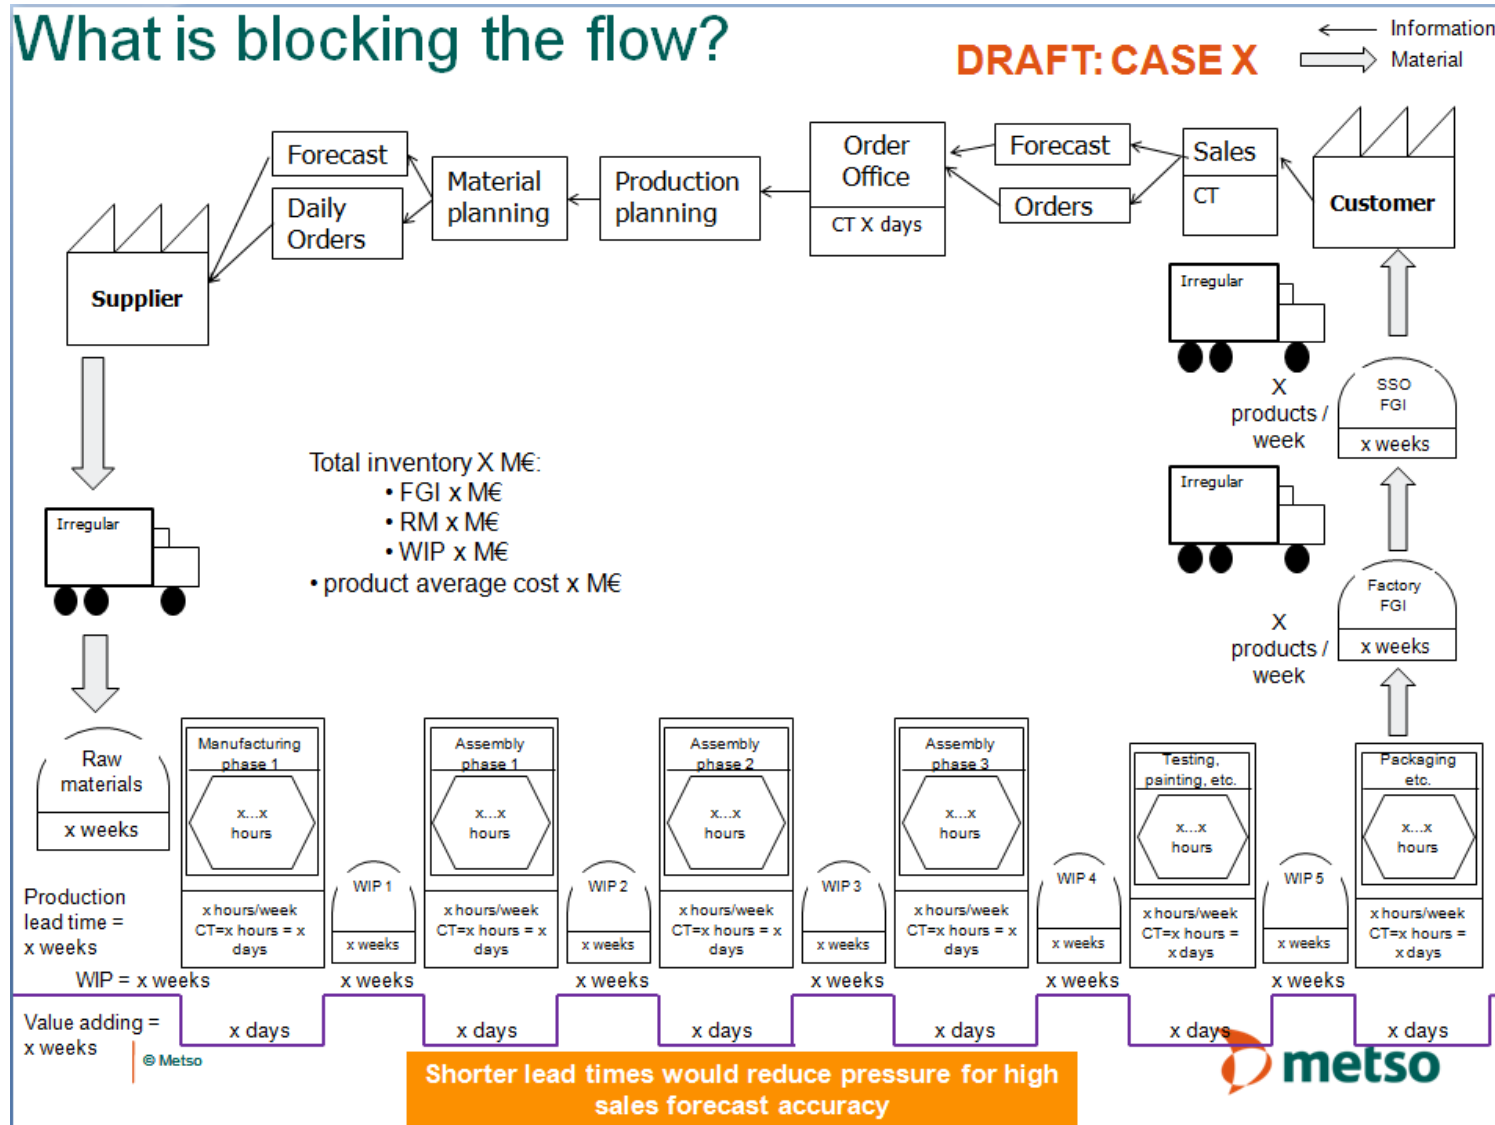 What is blocking the flow?
DRAFT: CASE X
Information
Material
Forecast
Daily
Orders
Material
planning
Production
planning
Order
Office
CT X days
Forecast
Orders
Sales
CT
Customer
Supplier
Irregular
X
products /
week
SSO
FGI
x weeks
Irregular
Total inventory X M€:
• FGI x M€
• RM x M€
• WIP x M€
• product average cost x M€
Irregular
X
products /
week
Factory
FGI
x weeks
Raw
materials
x weeks
Manufacturing
phase 1
x...x
hours
x hours/week
CT=x hours = x
days
WIP 1
x weeks
Assembly
phase 1
x...x
hours
x hours/week
CT=x hours = x
days
WIP 2
x weeks
Assembly
phase 2
x...x
hours
x hours/week
CT=x hours = x
days
WIP 3
x weeks
Assembly
phase 3
x...x
hours
x hours/week
CT=x hours = x
days
WIP 4
x weeks
Testing,
painting, etc.
x...x
hours
x hours/week
CT=x hours =
x days
WIP 5
x weeks
Packaging
etc.
x...x
hours
x hours/week
CT=x hours =
x days
Production
lead time =
x weeks
WIP = x weeks
x weeks
x weeks
x weeks
x weeks
x weeks
Value adding =
x weeks
x days
x days
x days
x days
x days
x days
© Metso
Shorter lead times would reduce pressure for high
sales forecast accuracy
metso